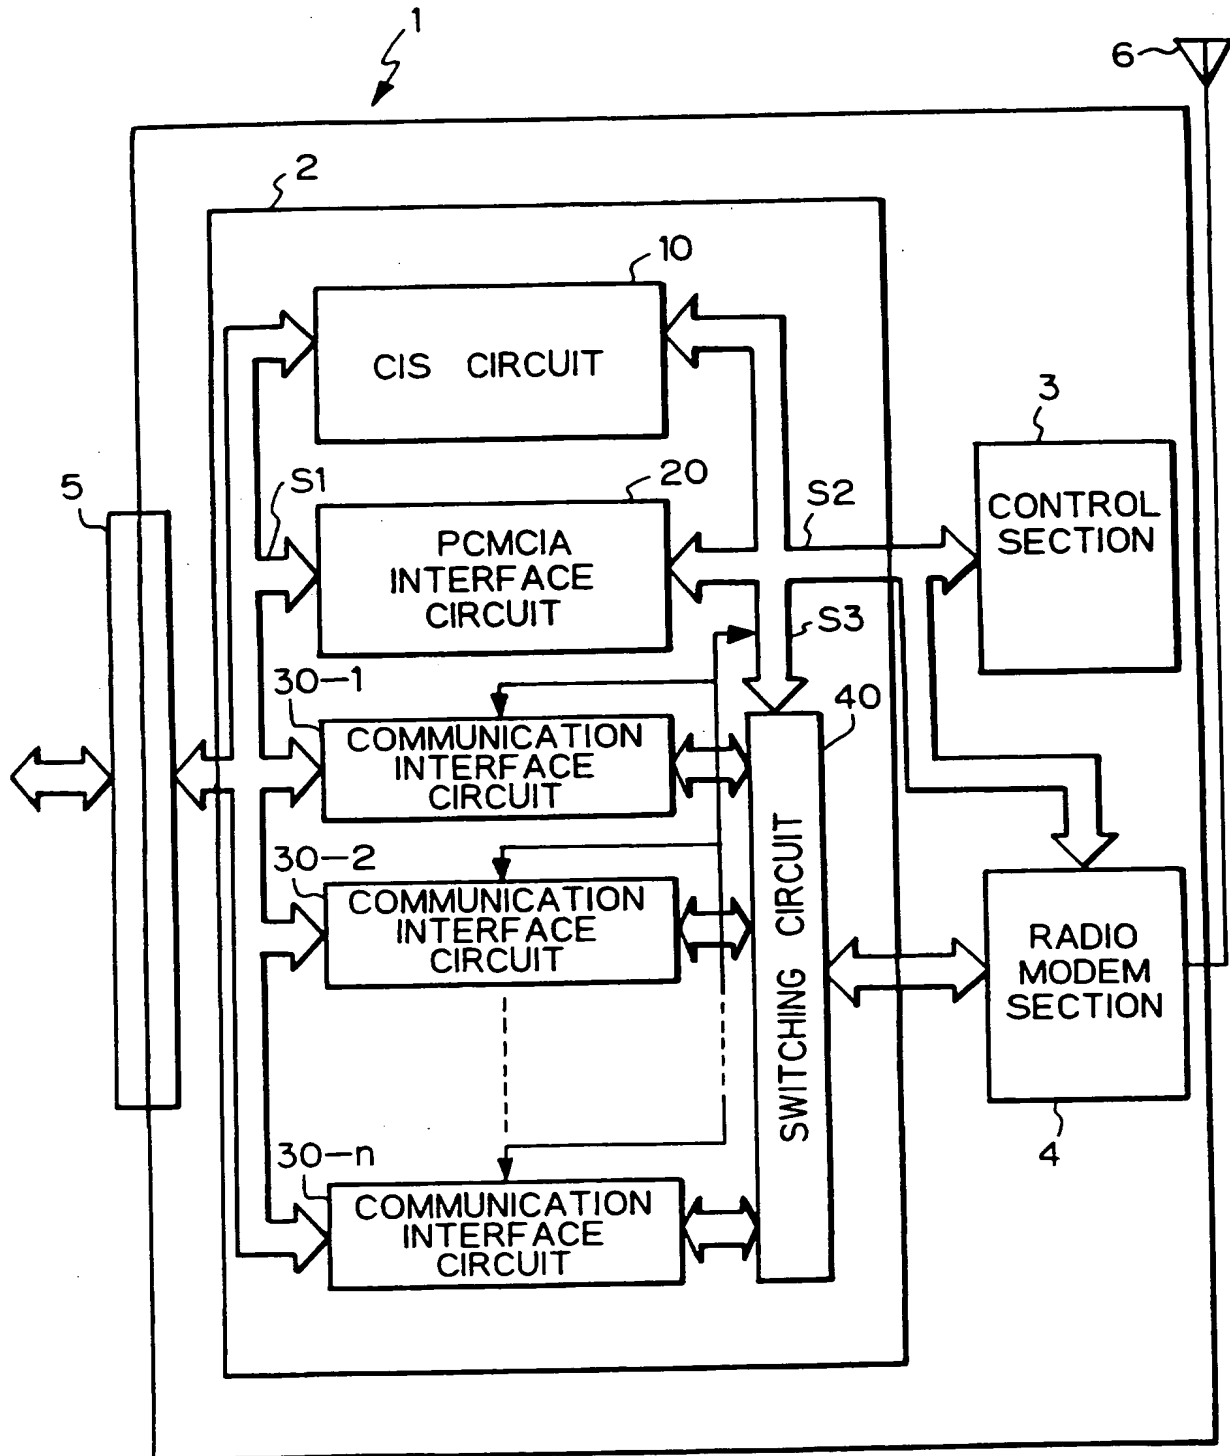 1
6
2
10
CIS CIRCUIT
3
CONTROL
SECTION
5
S1
20
S2
PCMCIA
INTERFACE
CIRCUIT
S3
30-1
40
COMMUNICATION
INTERFACE
CIRCUIT
30-2
COMMUNICATION
INTERFACE
CIRCUIT
SWITCHING CIRCUIT
RADIO
MODEM
SECTION
4
30-n
COMMUNICATION
INTERFACE
CIRCUIT